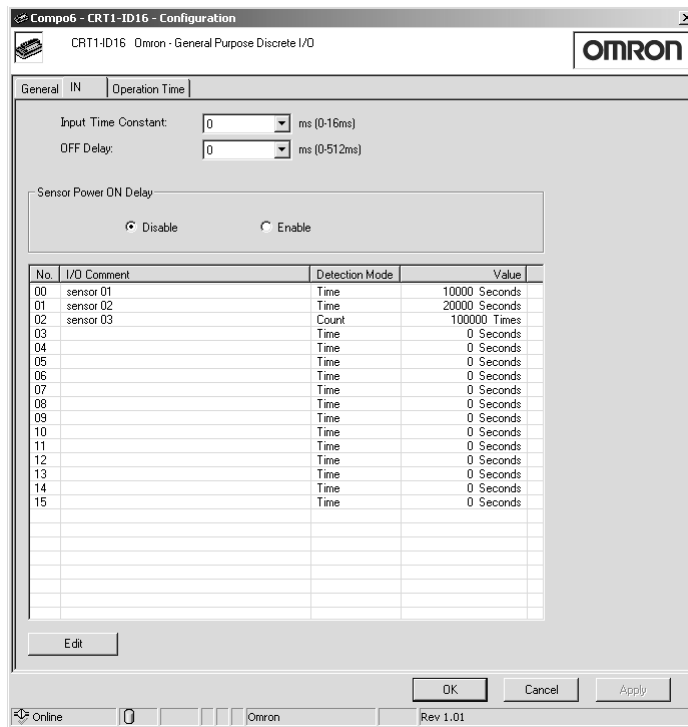 Compo6 - CRT1-ID16 - Configuration
CRT1-ID16 Omron - General Purpose Discrete I/O
OMRON
General IN Operation Time
Input Time Constant: 0 ms (0-16ms)
OFF Delay: 0 ms (0-512ms)
Sensor Power ON Delay
Disable Enable
No. I/O Comment Detection Mode Value
00 sensor 01 Time 10000 Seconds
01 sensor 02 Time 20000 Seconds
02 sensor 03 Count 100000 Times
03 Time 0 Seconds
04 Time 0 Seconds
05 Time 0 Seconds
06 Time 0 Seconds
07 Time 0 Seconds
08 Time 0 Seconds
09 Time 0 Seconds
10 Time 0 Seconds
11 Time 0 Seconds
12 Time 0 Seconds
13 Time 0 Seconds
14 Time 0 Seconds
15 Time 0 Seconds
Edit
OK Cancel Apply
Online Omron Rev 1.01